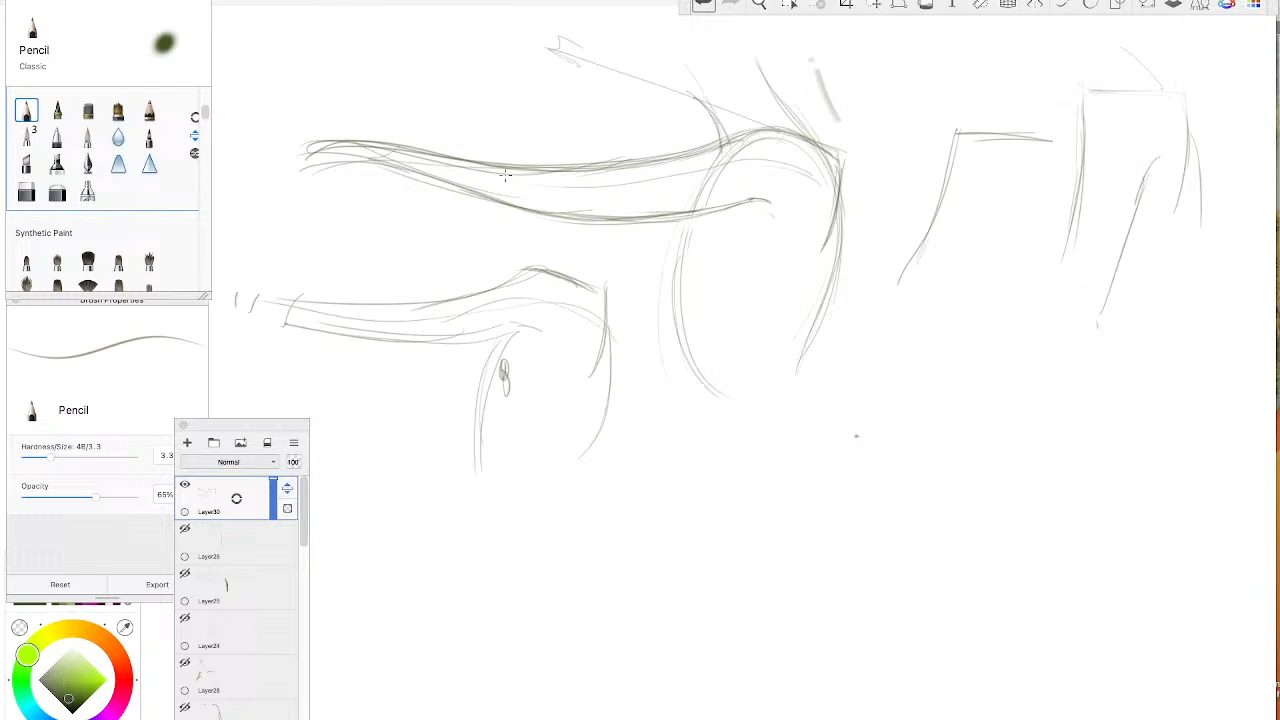 Pencil
Classic
3
Synthetic Paint
Brush Properties
Pencil
Hardness/Size: 4B/3.3
3.3
Opacity
65%
Reset
Export
Normal
100
Layer30
Layer26
Layer25
Layer24
Layer28